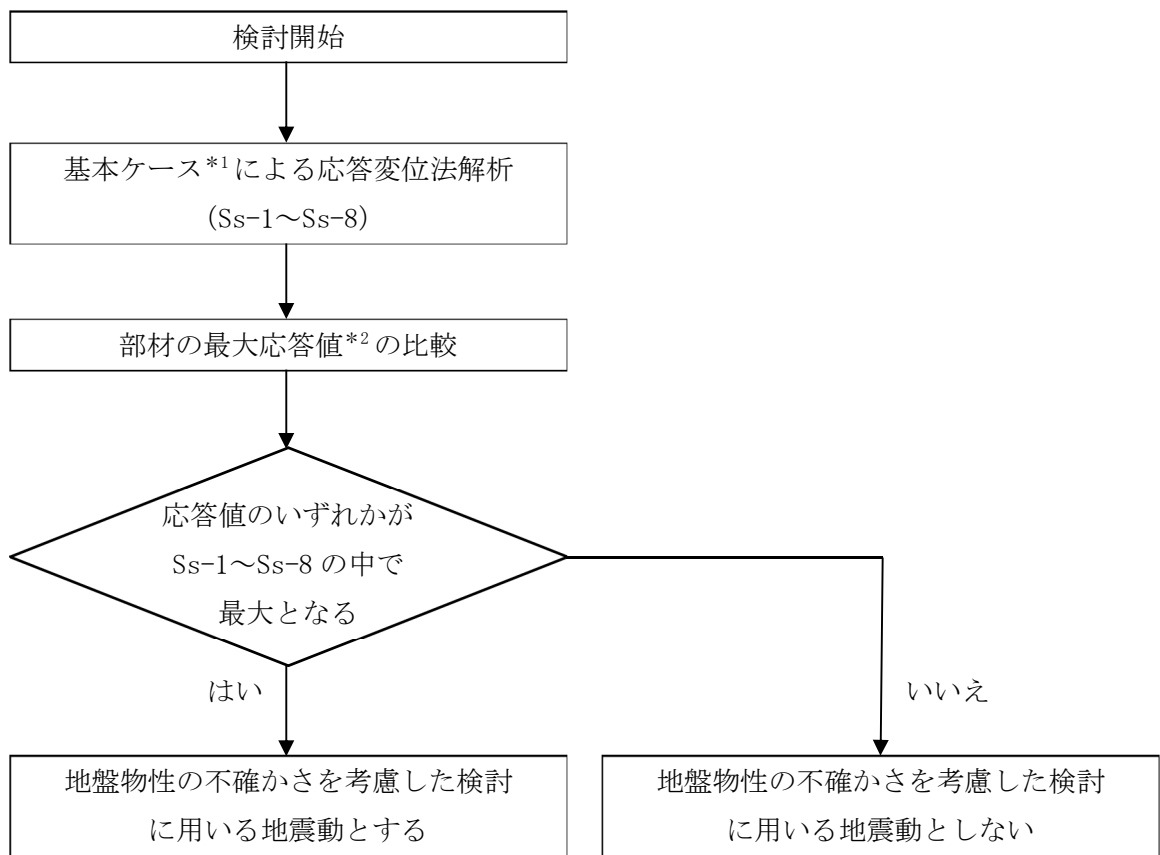 検討開始
基本ケース*1による応答変位法解析
(Ss-1～Ss-8)
部材の最大応答値*2の比較
応答値のいずれかが
Ss-1～Ss-8の中で
最大となる
はい
いいえ
地盤物性の不確かさを考慮した検討
に用いる地震動とする
地盤物性の不確かさを考慮した検討
に用いる地震動としない